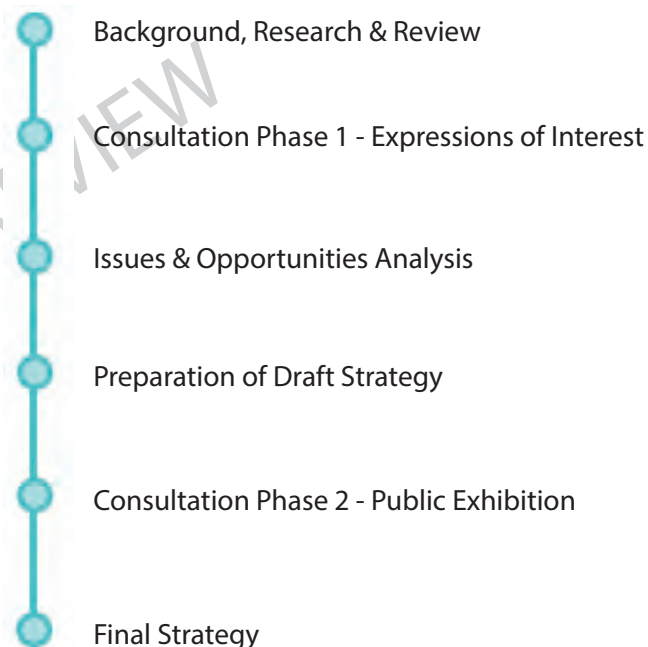 Background, Research & Review
Consultation Phase 1 - Expressions of Interest
Issues & Opportunities Analysis
Preparation of Draft Strategy
Consultation Phase 2 - Public Exhibition
Final Strategy